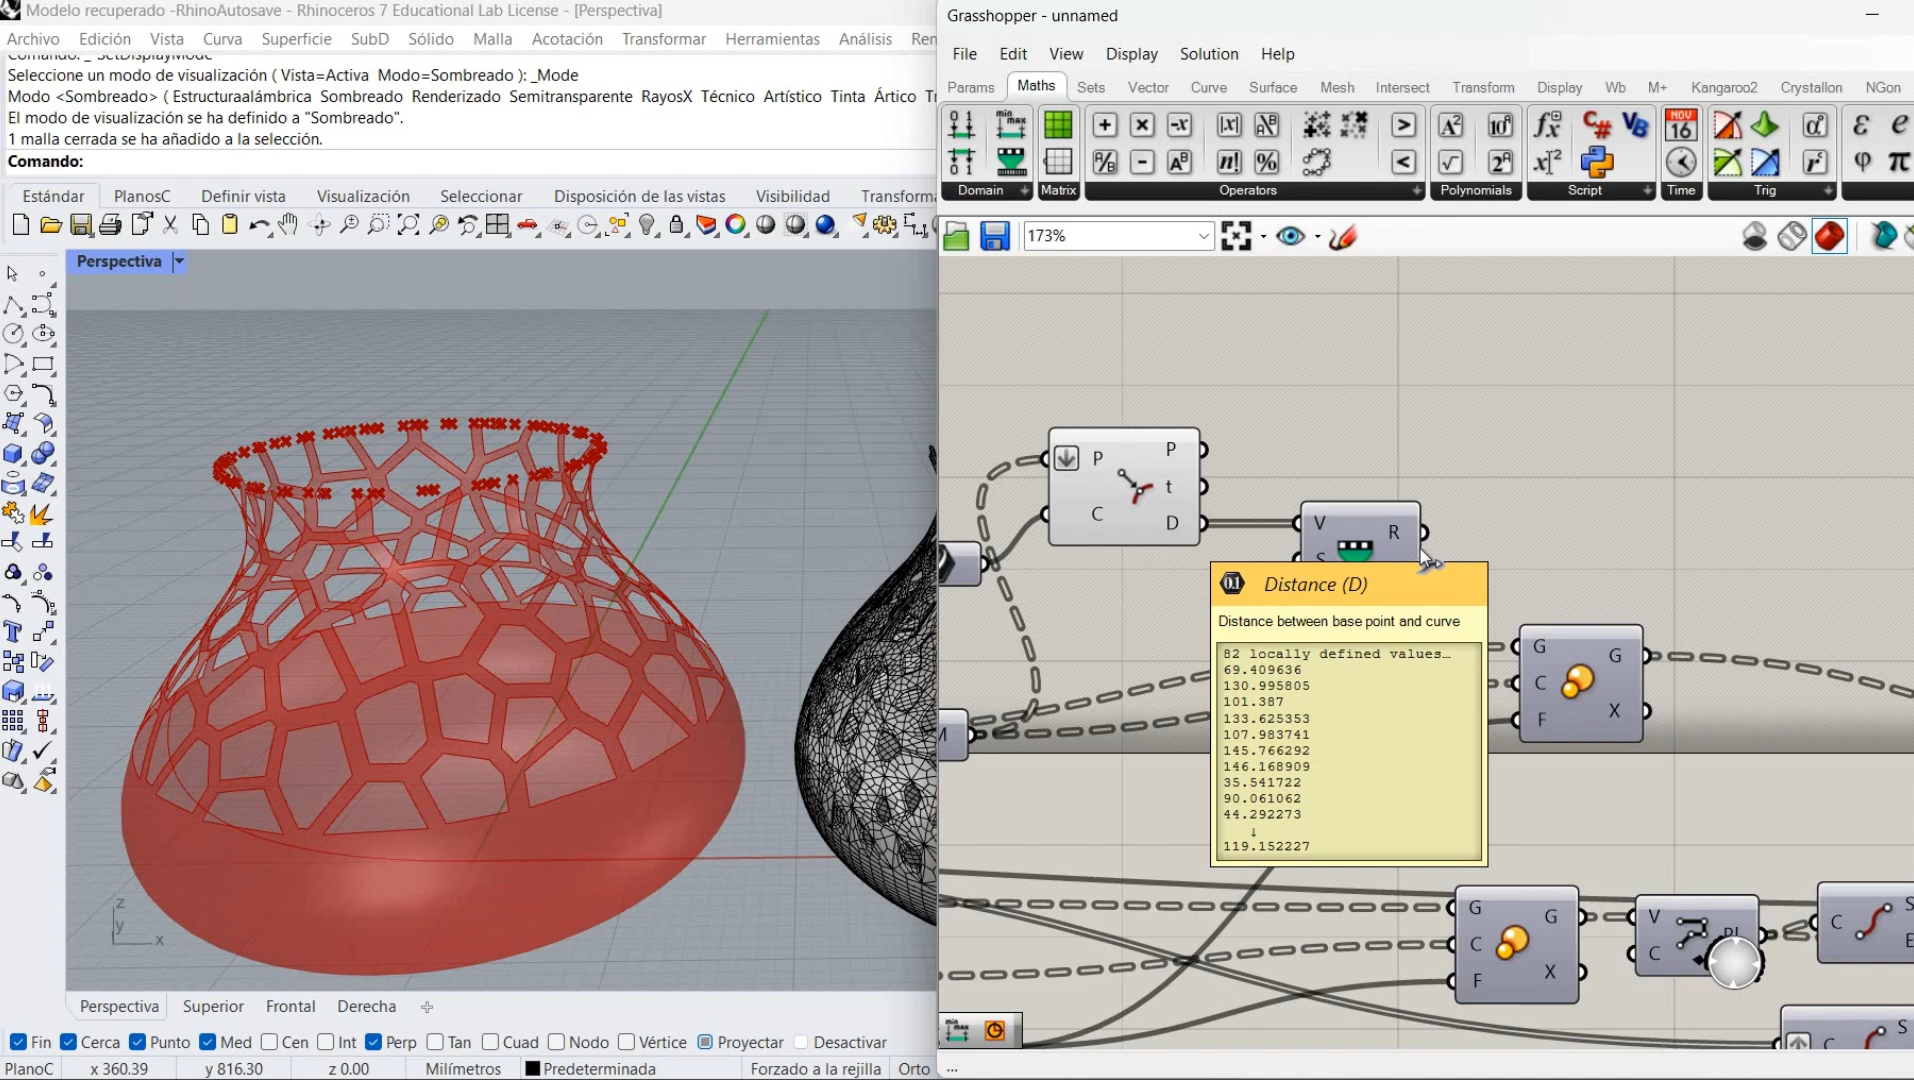 Modelo recuperado -RhinoAutosave - Rhinoceros 7 Educational Lab License - [Perspectiva]
Archivo Edición Vista Curva Superficie SubD Sólido Malla Acotación Transformar Herramientas Análisis Ren
Comando: _ SetDisplayMode
Seleccione un modo de visualización ( Vista=Activa Modo=Sombreado ): _Mode
Modo <Sombreado> ( Estructuraalámbrica Sombreado Renderizado Semitransparente RayosX Técnico Artístico Tinta Ártico Tr
El modo de visualización se ha definido a "Sombreado".
1 malla cerrada se ha añadido a la selección.
Comando:
Estándar PlanosC Definir vista Visualización Seleccionar Disposición de las vistas Visibilidad Transforma
Perspectiva
z
y
x
Perspectiva Superior Frontal Derecha
Fin Cerca Punto Med Cen Int Perp Tan Cuad Nodo Vértice Proyectar Desactivar
PlanoC x 360.39 y 816.30 z 0.00 Milímetros Predeterminada Forzado a la rejilla Orto
Grasshopper - unnamed
File Edit View Display Solution Help
Params Maths Sets Vector Curve Surface Mesh Intersect Transform Display Wb M+ Kangaroo2 Crystallon NGon
Domain Matrix Operators Polynomials Script Time Trig
NOV
16
173%
P
C
P
t
D
V
S
R
Distance (D)
Distance between base point and curve
82 locally defined values…
69.409636
130.995805
101.387
133.625353
107.983741
145.766292
146.168909
35.541722
90.061062
44.292273
↓
119.152227
M
G
C
F
G
X
G
C
F
G
X
V
C
PL
C
S
E
C
S
...